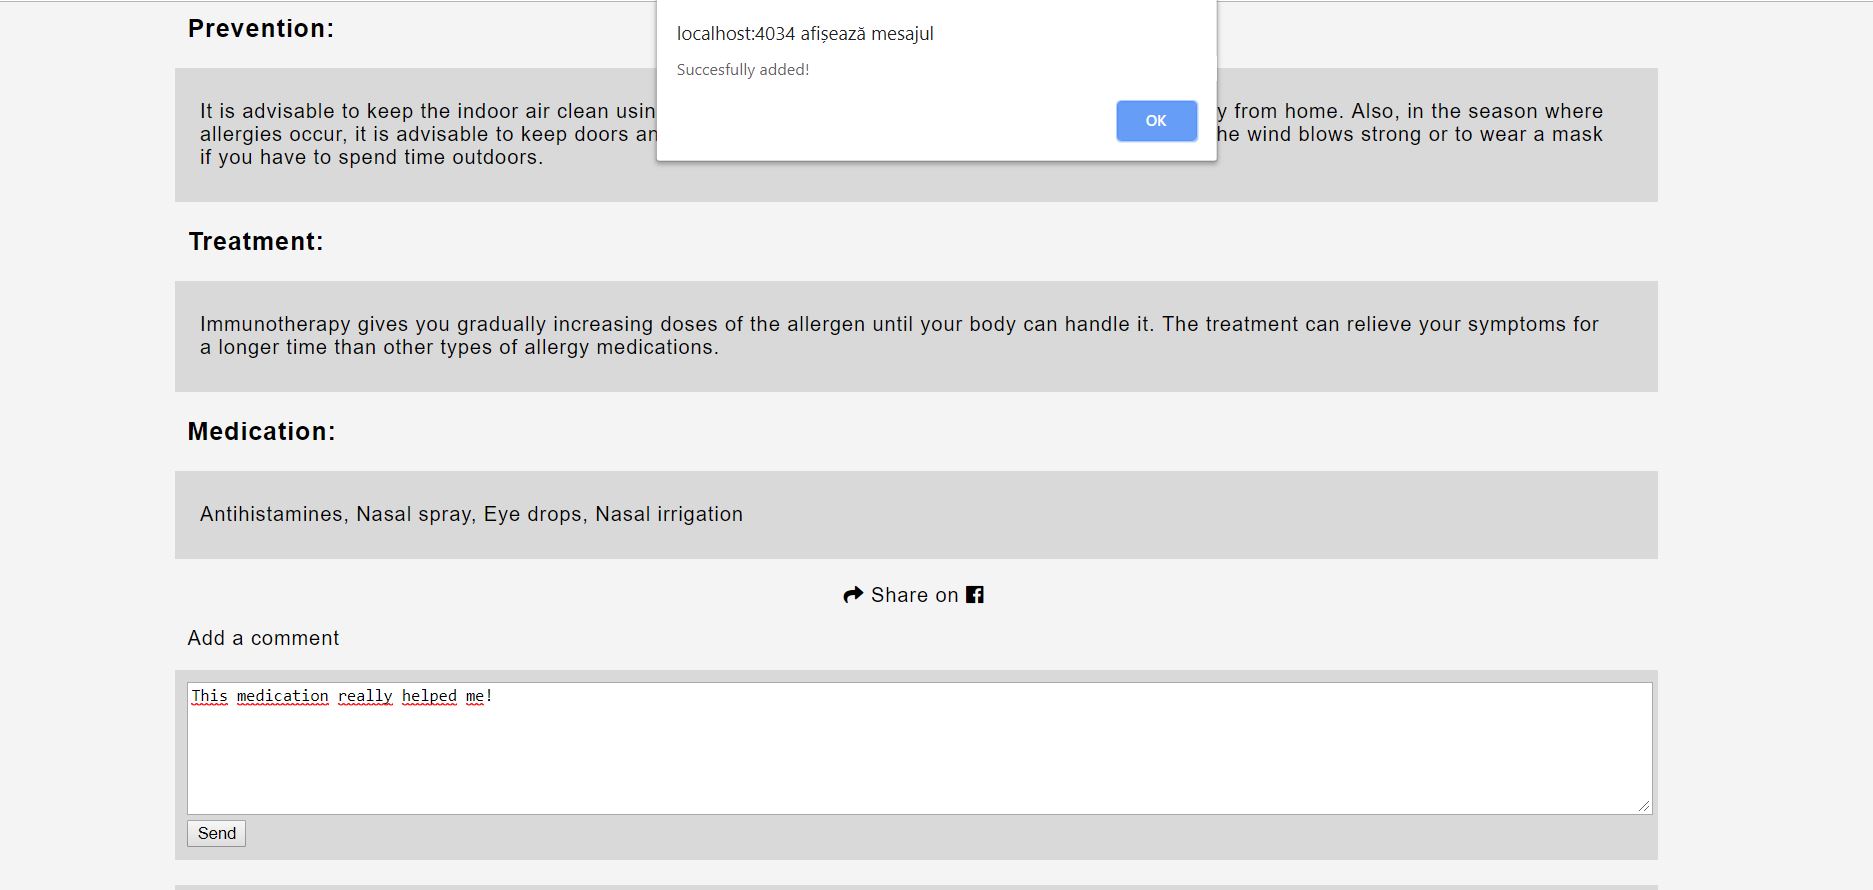 Prevention:
localhost:4034 afișează mesajul
Succesfully added!
OK
It is advisable to keep the indoor air clean usin y from home. Also, in the season where
allergies occur, it is advisable to keep doors an he wind blows strong or to wear a mask
if you have to spend time outdoors.
Treatment:
Immunotherapy gives you gradually increasing doses of the allergen until your body can handle it. The treatment can relieve your symptoms for
a longer time than other types of allergy medications.
Medication:
Antihistamines, Nasal spray, Eye drops, Nasal irrigation
Share on
Add a comment
This medication really helped me!
Send